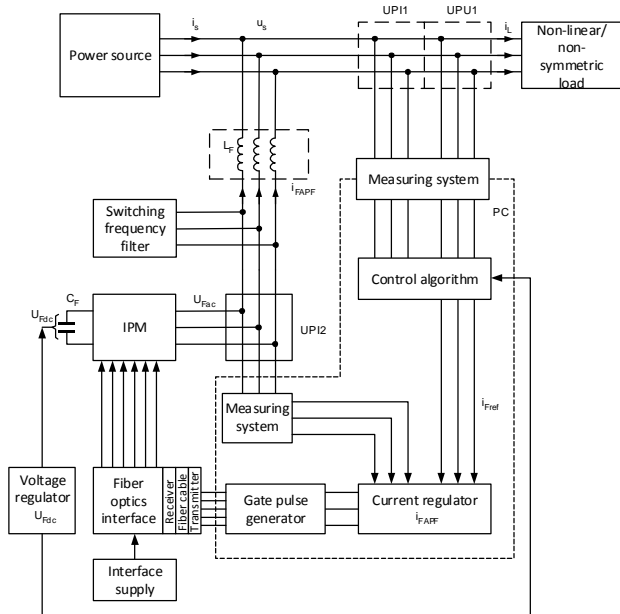 UPI1
UPU1
i_s
u_s
i_L
Power source
Non-linear/
non-
symmetric
load
L_F
i_FAPF
Measuring system
PC
Switching
frequency
filter
Control algorithm
C_F
U_Fac
U_Fdc
IPM
UPI2
i_Fref
Measuring
system
Voltage
regulator
U_Fdc
Fiber
optics
interface
Receiver
Fiber cable
Transmitter
Gate pulse
generator
Current regulator
i_FAPF
Interface
supply